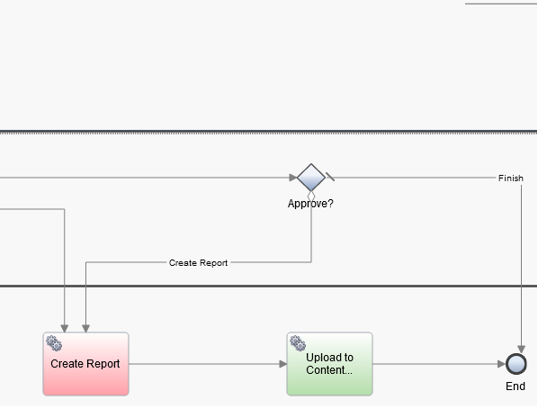 Finish
Approve?
Create Report
Create Report
Upload to
Content...
End